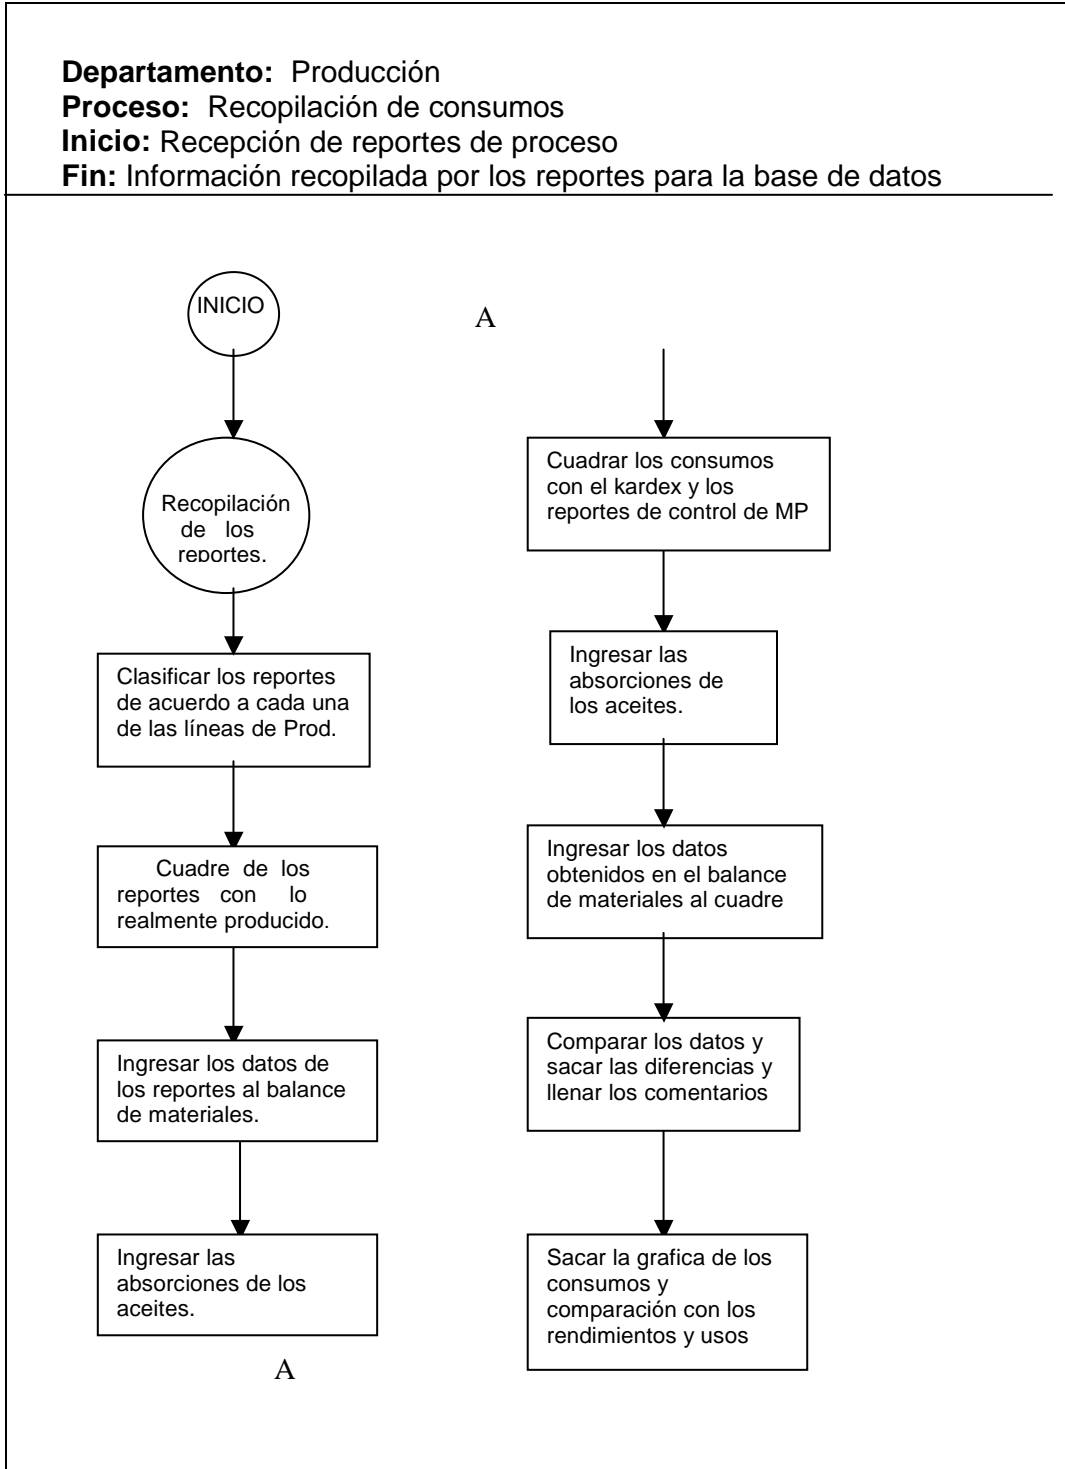 Departamento: Producción
Proceso: Recopilación de consumos
Inicio: Recepción de reportes de proceso
Fin: Información recopilada por los reportes para la base de datos
INICIO
Recopilación
de los
reportes.
Clasificar los reportes
de acuerdo a cada una
de las líneas de Prod.
Cuadre de los
reportes con lo
realmente producido.
Ingresar los datos de
los reportes al balance
de materiales.
Ingresar las
absorciones de los
aceites.
A
A
Cuadrar los consumos
con el kardex y los
reportes de control de MP
Ingresar las
absorciones de
los aceites.
Ingresar los datos
obtenidos en el balance
de materiales al cuadre
Comparar los datos y
sacar las diferencias y
llenar los comentarios
Sacar la grafica de los
consumos y
comparación con los
rendimientos y usos